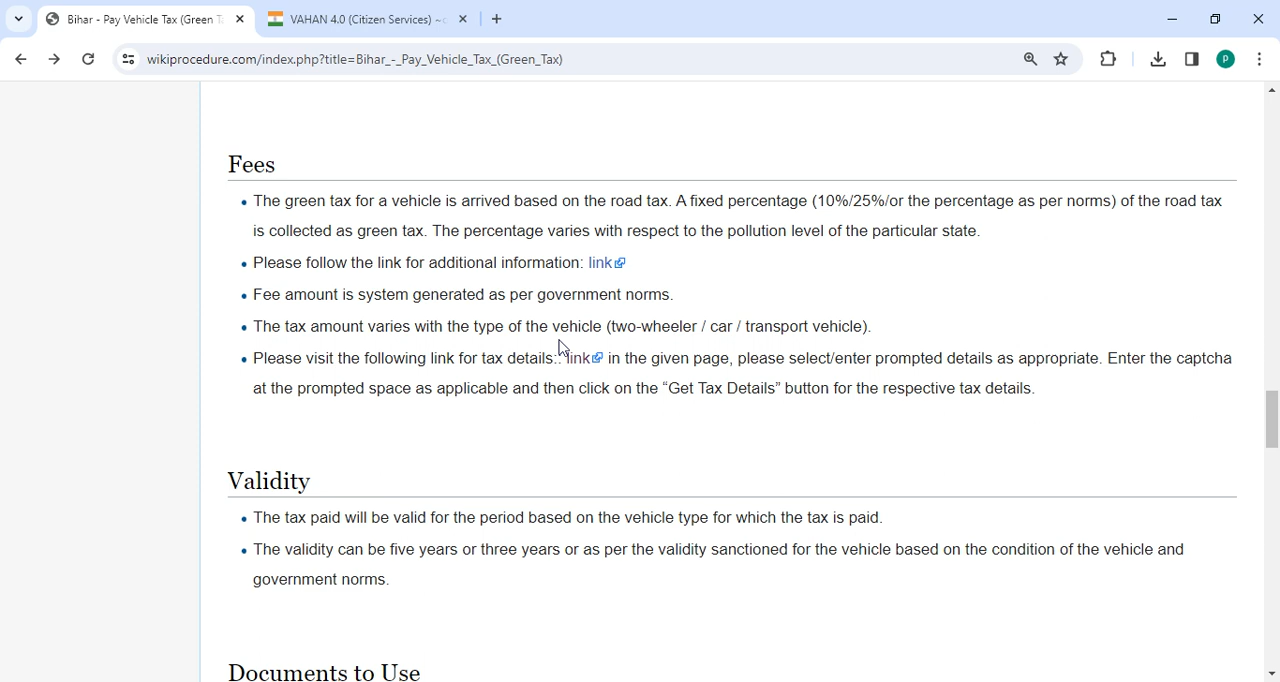 Bihar - Pay Vehicle Tax (Green T
VAHAN 4.0 (Citizen Services) ~
wikiprocedure.com/index.php?title=Bihar_-_Pay_Vehicle_Tax_(Green_Tax)
P
Fees
The green tax for a vehicle is arrived based on the road tax. A fixed percentage (10%/25%/or the percentage as per norms) of the road tax
is collected as green tax. The percentage varies with respect to the pollution level of the particular state.
Please follow the link for additional information: link
Fee amount is system generated as per government norms.
The tax amount varies with the type of the vehicle (two-wheeler / car / transport vehicle).
Please visit the following link for tax details:: link in the given page, please select/enter prompted details as appropriate. Enter the captcha
at the prompted space as applicable and then click on the “Get Tax Details” button for the respective tax details.
Validity
The tax paid will be valid for the period based on the vehicle type for which the tax is paid.
The validity can be five years or three years or as per the validity sanctioned for the vehicle based on the condition of the vehicle and
government norms.
Documents to Use